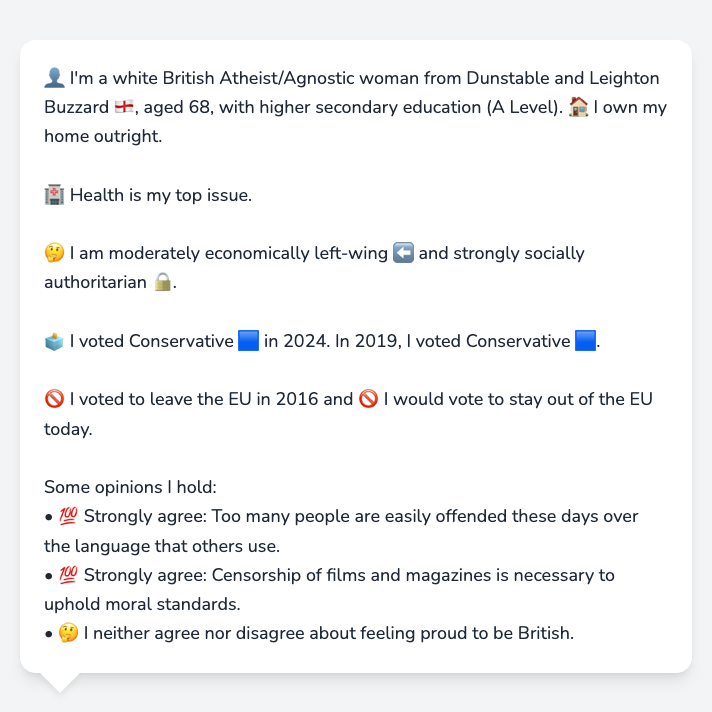 👤 I'm a white British Atheist/Agnostic woman from Dunstable and Leighton
Buzzard 🏴󠁧󠁢󠁥󠁮󠁧󠁿, aged 68, with higher secondary education (A Level). 🏠 I own my
home outright.
🏥 Health is my top issue.
🤔 I am moderately economically left-wing ⬅️ and strongly socially
authoritarian 🔒.
🗳️ I voted Conservative 🟦 in 2024. In 2019, I voted Conservative 🟦.
🚫 I voted to leave the EU in 2016 and 🚫 I would vote to stay out of the EU
today.
Some opinions I hold:
• 💯 Strongly agree: Too many people are easily offended these days over
the language that others use.
• 💯 Strongly agree: Censorship of films and magazines is necessary to
uphold moral standards.
• 🤔 I neither agree nor disagree about feeling proud to be British.